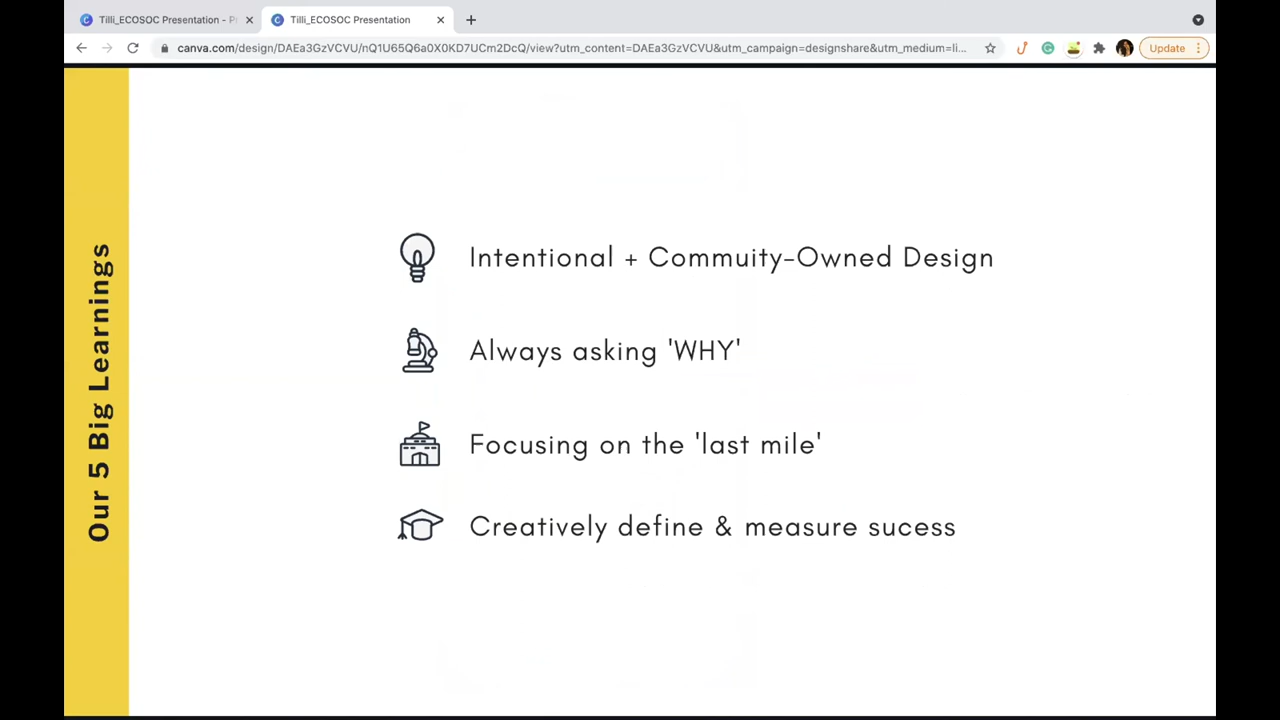 Tilli_ECOSOC Presentation - P
Tilli_ECOSOC Presentation
canva.com/design/DAEa3GzVCVU/nQ1U65Q6a0X0KD7UCm2DcQ/view?utm_content=DAEa3GzVCVU&utm_campaign=designshare&utm_medium=li...
Update
Our 5 Big Learnings
Intentional + Commuity-Owned Design
Always asking 'WHY'
Focusing on the 'last mile'
Creatively define & measure sucess